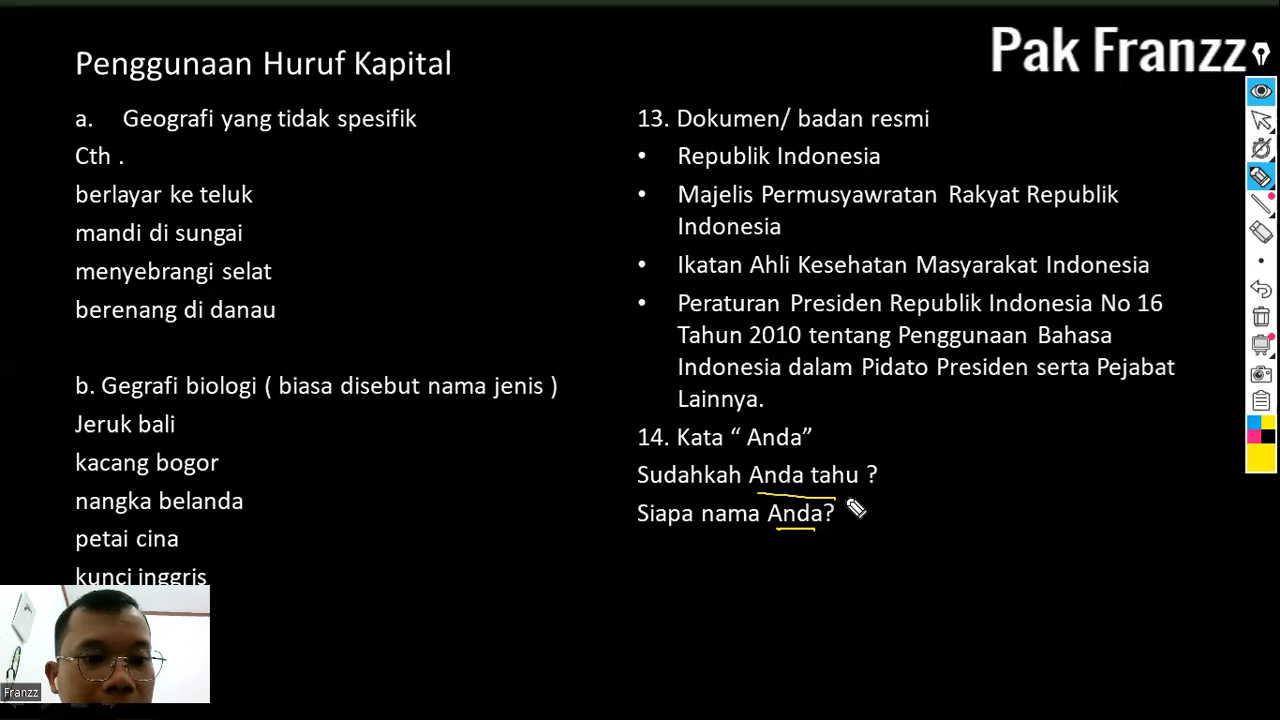 Pak Franzz
Penggunaan Huruf Kapital
a. Geografi yang tidak spesifik
Cth .
berlayar ke teluk
mandi di sungai
menyebrangi selat
berenang di danau
b. Gegrafi biologi ( biasa disebut nama jenis )
Jeruk bali
kacang bogor
nangka belanda
petai cina
kunci inggris
13. Dokumen/ badan resmi
• Republik Indonesia
• Majelis Permusyawratan Rakyat Republik
Indonesia
• Ikatan Ahli Kesehatan Masyarakat Indonesia
• Peraturan Presiden Republik Indonesia No 16
Tahun 2010 tentang Penggunaan Bahasa
Indonesia dalam Pidato Presiden serta Pejabat
Lainnya.
14. Kata “ Anda”
Sudahkah Anda tahu ?
Siapa nama Anda?
Franzz